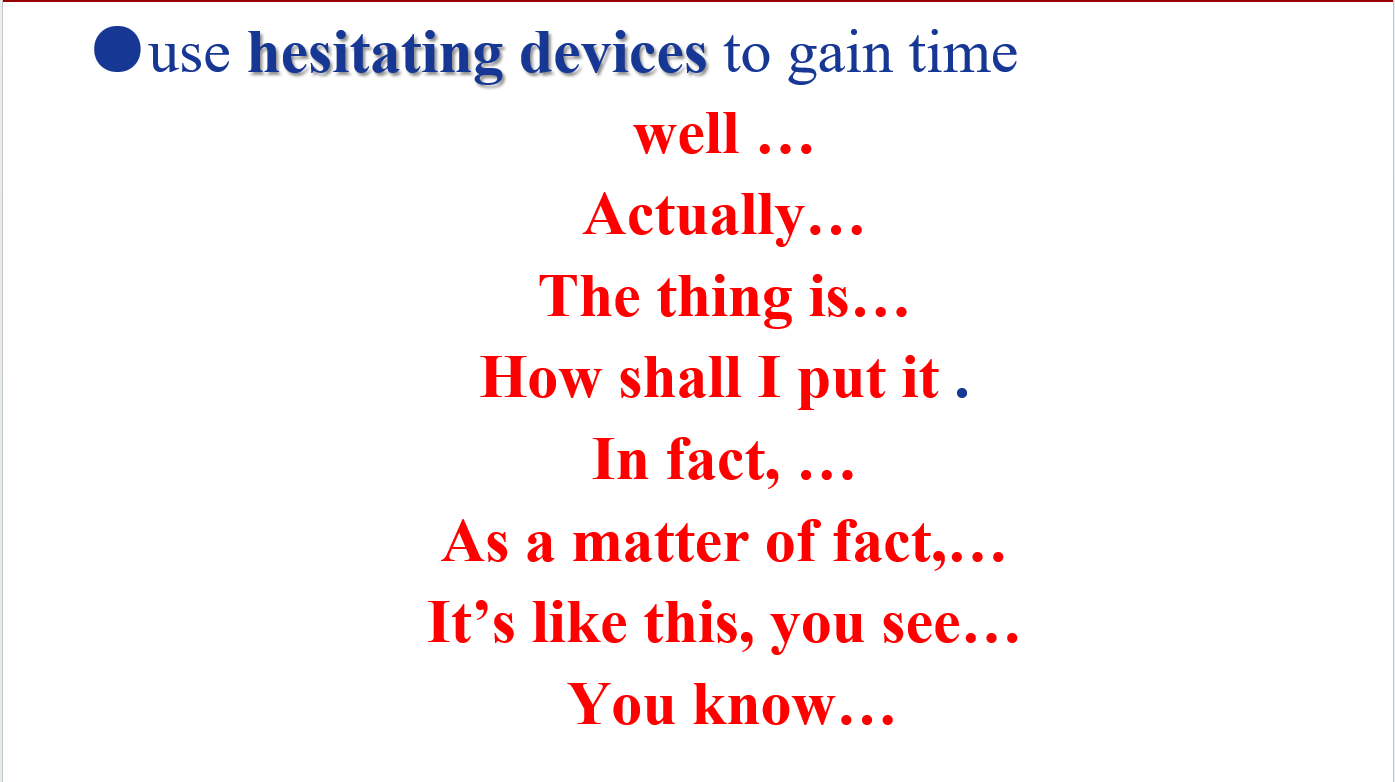 ●use hesitating devices to gain time
well …
Actually…
The thing is…
How shall I put it .
In fact, …
As a matter of fact,…
It’s like this, you see…
You know…